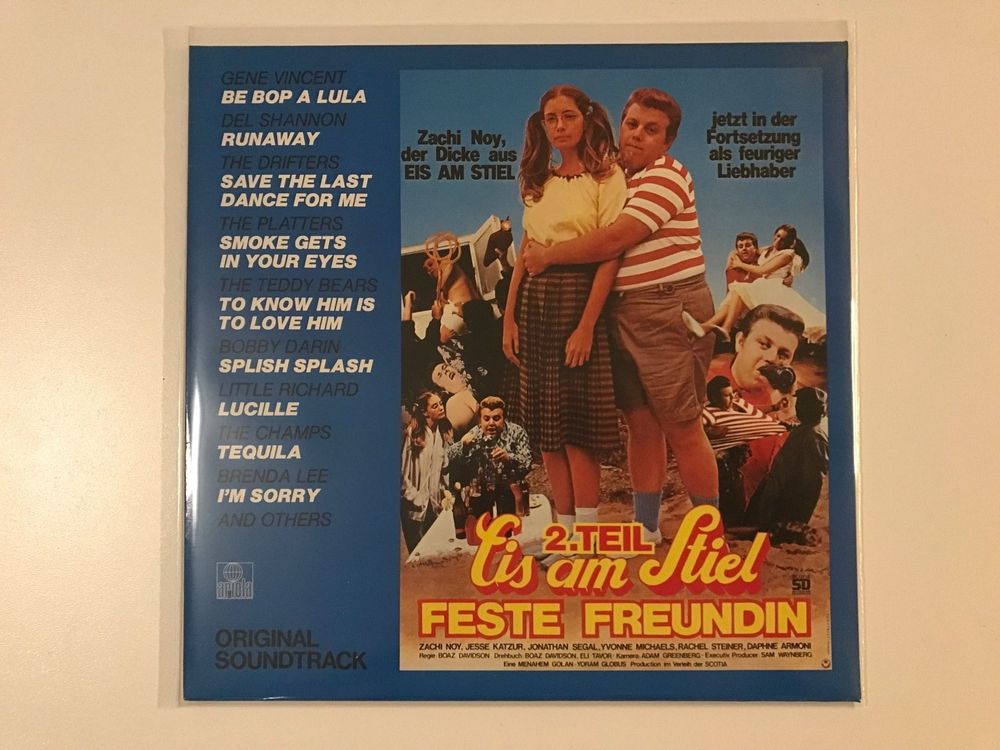 GENE VINCENT
BE BOP A LULA
DEL SHANNON
RUNAWAY
THE DRIFTERS
SAVE THE LAST
DANCE FOR ME
THE PLATTERS
SMOKE GETS
IN YOUR EYES
THE TEDDY BEARS
TO KNOW HIM IS
TO LOVE HIM
BOBBY DARIN
SPLISH SPLASH
LITTLE RICHARD
LUCILLE
THE CHAMPS
TEQUILA
BRENDA LEE
I'M SORRY
AND OTHERS
ariola
ORIGINAL
SOUNDTRACK
Zachi Noy,
der Dicke aus
EIS AM STIEL
jetzt in der
Fortsetzung
als feuriger
Liebhaber
2.TEIL
Eis am Stiel
FESTE FREUNDIN
ZACHI NOY, JESSE KATZUR, JONATHAN SEGAL, YVONNE MICHAELS, RACHEL STEINER, DAPHNE ARMONI
Regie BOAZ DAVIDSON · Drehbuch BOAZ DAVIDSON, ELI TAVOR · Kamera ADAM GREENBERG · Executiv Producer SAM WAYNBERG
Eine MENAHEM GOLAN · YORAM GLOBUS Production im Verleih der SCOTIA